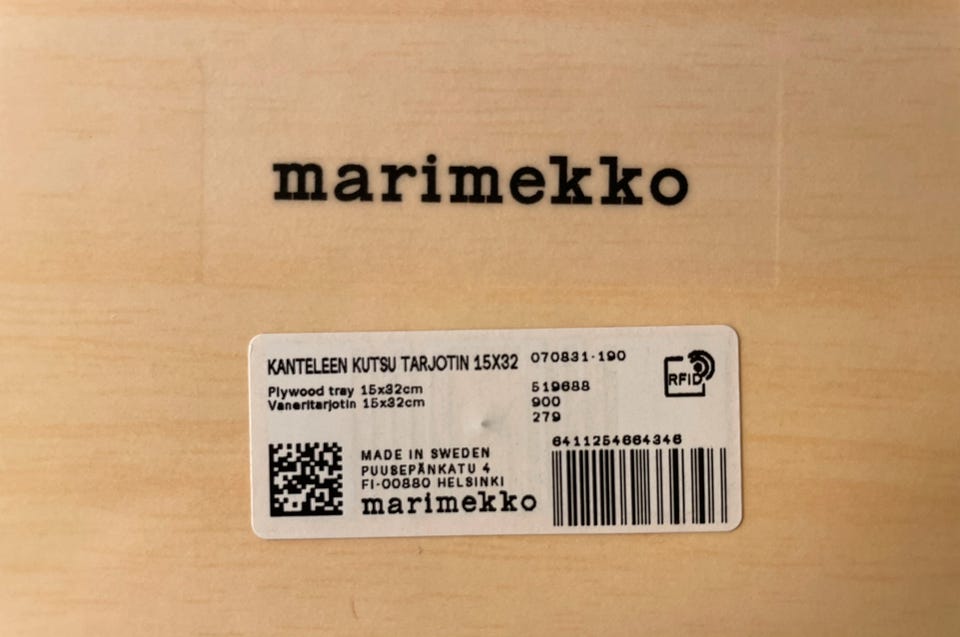 marimekko
KANTELEEN KUTSU TARJOTIN 15X32
070831-190
Plywood tray 15x32cm
Vaneritarjotin 15x32cm
519688
900
279
RFID
6411254664346
MADE IN SWEDEN
PUUSEPÄNKATU 4
FI-00880 HELSINKI
marimekko